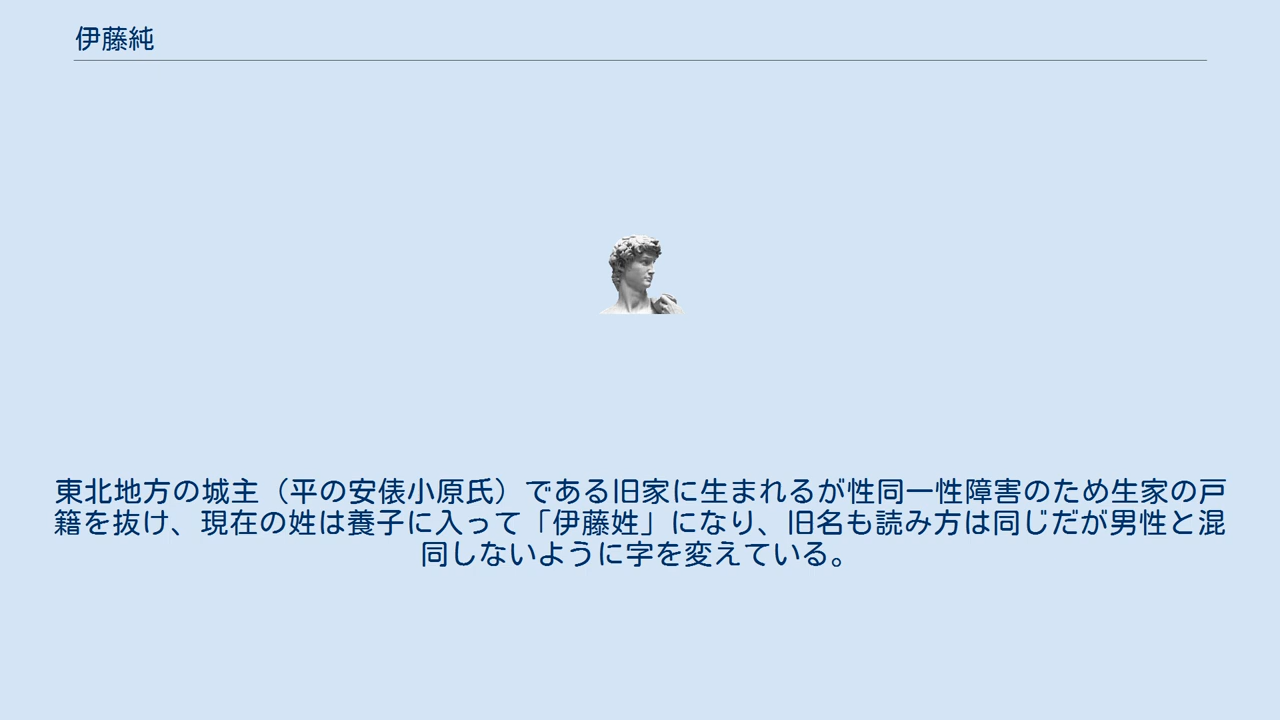 伊藤純
東北地方の城主（平の安俵小原氏）である旧家に生まれるが性同一性障害のため生家の戸
籍を抜け、現在の姓は養子に入って「伊藤姓」になり、旧名も読み方は同じだが男性と混
同しないように字を変えている。